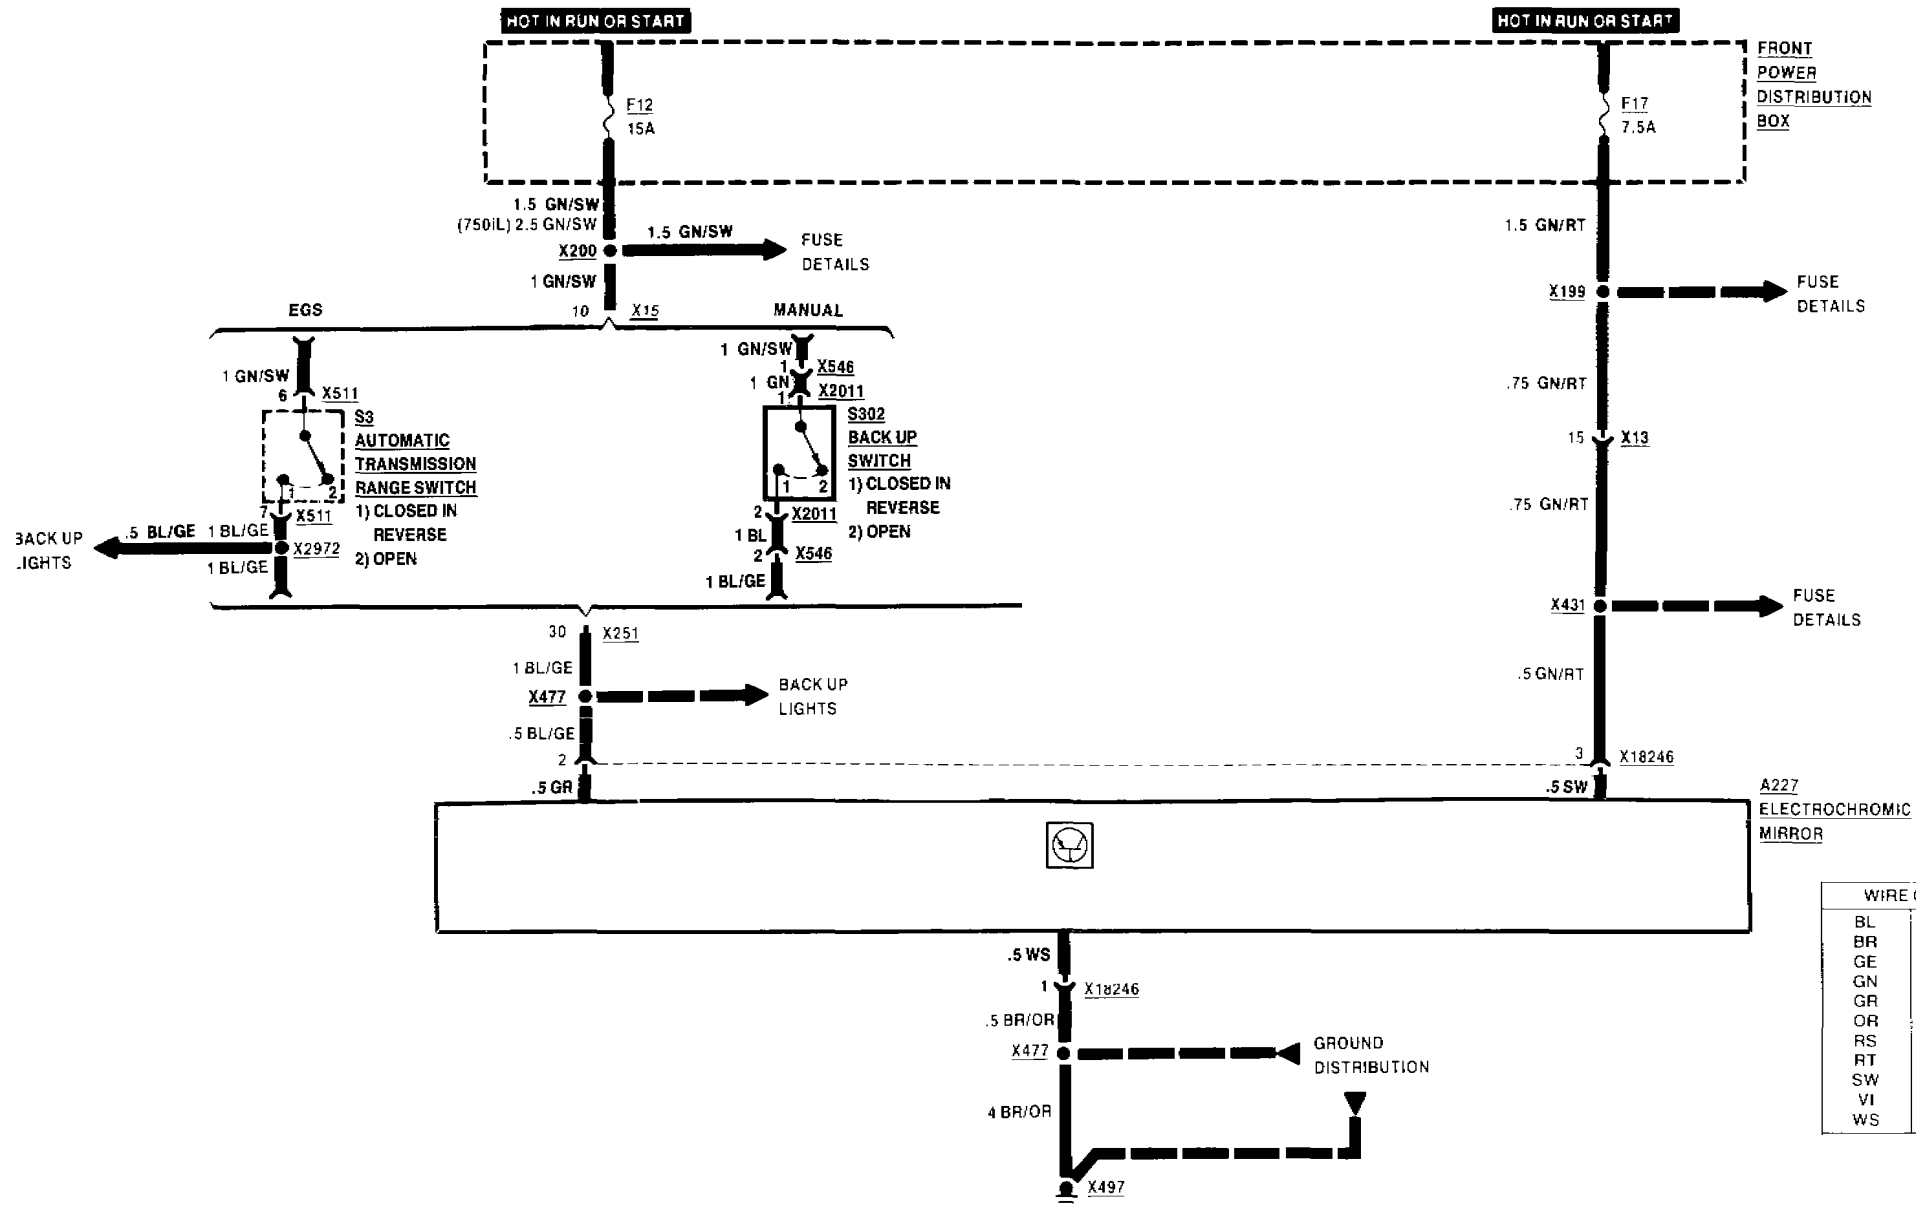 HOT IN RUN OR START
HOT IN RUN OR START
FRONT
POWER
DISTRIBUTION
BOX
F12
15A
F17
7.5A
1.5 GN/SW
(750iL) 2.5 GN/SW
X200
1.5 GN/SW
FUSE
DETAILS
1 GN/SW
1.5 GN/RT
X199
FUSE
DETAILS
EGS
10
X15
MANUAL
1 GN/SW
6
X511
S3
AUTOMATIC
TRANSMISSION
RANGE SWITCH
1) CLOSED IN
REVERSE
2) OPEN
1
2
7
X511
BACK UP
LIGHTS
.5 BL/GE
1 BL/GE
X2972
1 BL/GE
1 GN/SW
1
X546
1 GN
X2011
1
S302
BACK UP
SWITCH
1) CLOSED IN
REVERSE
2) OPEN
1
2
2
X2011
1 BL
2
X546
1 BL/GE
.75 GN/RT
15
X13
.75 GN/RT
X431
FUSE
DETAILS
30
X251
1 BL/GE
X477
BACK UP
LIGHTS
.5 BL/GE
2
.5 GR
.5 GN/RT
3
X18246
.5 SW
A227
ELECTROCHROMIC
MIRROR
.5 WS
1
X18246
.5 BR/OR
X477
GROUND
DISTRIBUTION
4 BR/OR
X497
WIRE
BL
BR
GE
GN
GR
OR
RS
RT
SW
VI
WS